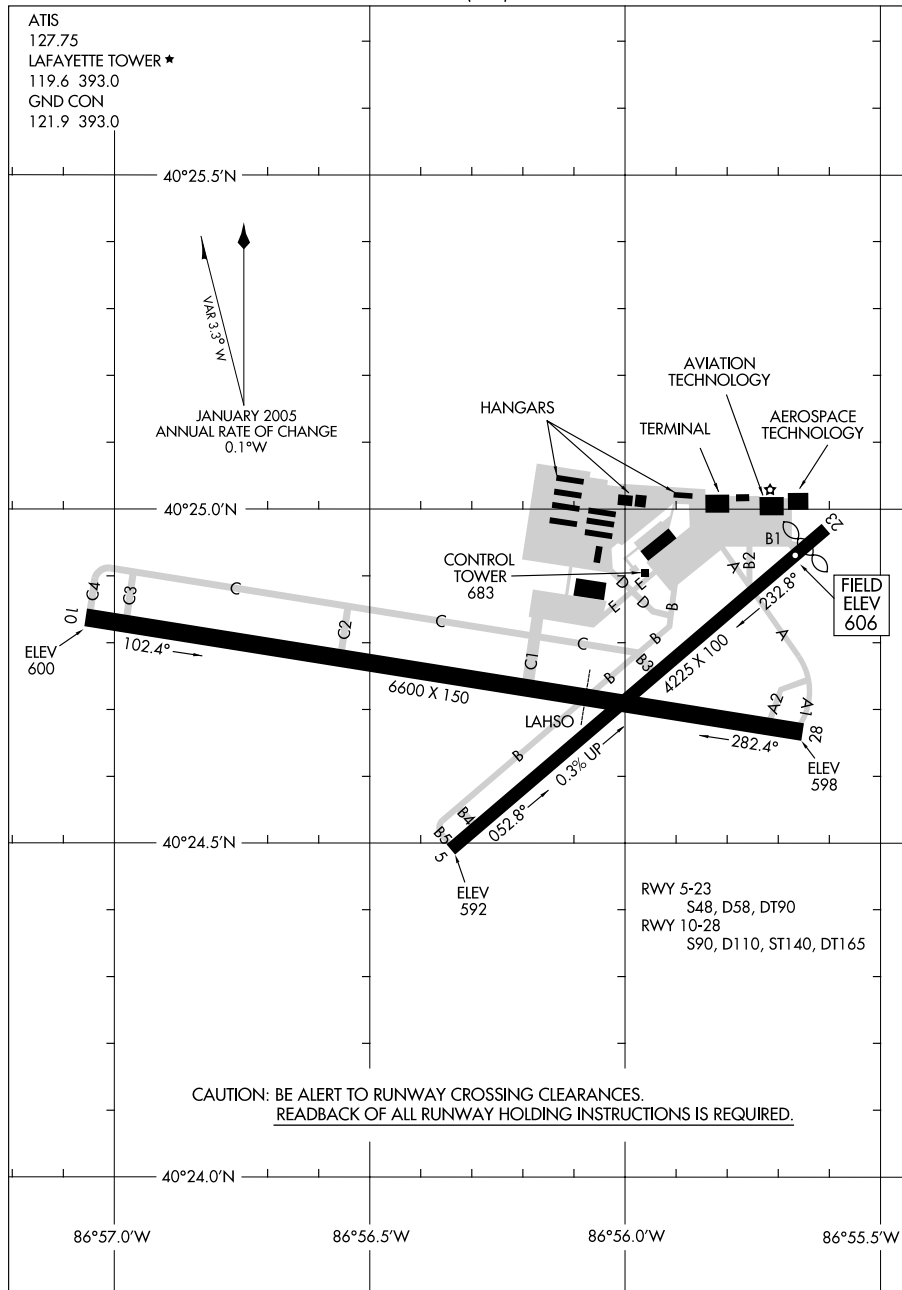 ATIS
127.75
LAFAYETTE TOWER ★
119.6 393.0
GND CON
121.9 393.0
40°25.5'N
VAR 3.3° W
JANUARY 2005
ANNUAL RATE OF CHANGE
0.1°W
HANGARS
TERMINAL
AVIATION
TECHNOLOGY
AEROSPACE
TECHNOLOGY
40°25.0'N
23
B1
B2
A
CONTROL
TOWER
683
D
E
E
D
B
232.8°
FIELD
ELEV
606
C4
C3
C
C2
C
C
C1
B
B3
B
A
10
ELEV
600
102.4°
6600 X 150
4225 X 100
A2
A1
28
LAHSO
282.4°
ELEV
598
B
0.3% UP
052.8°
B4
B5
5
40°24.5'N
ELEV
592
RWY 5-23
S48, D58, DT90
RWY 10-28
S90, D110, ST140, DT165
CAUTION: BE ALERT TO RUNWAY CROSSING CLEARANCES.
READBACK OF ALL RUNWAY HOLDING INSTRUCTIONS IS REQUIRED.
40°24.0'N
86°57.0'W
86°56.5'W
86°56.0'W
86°55.5'W